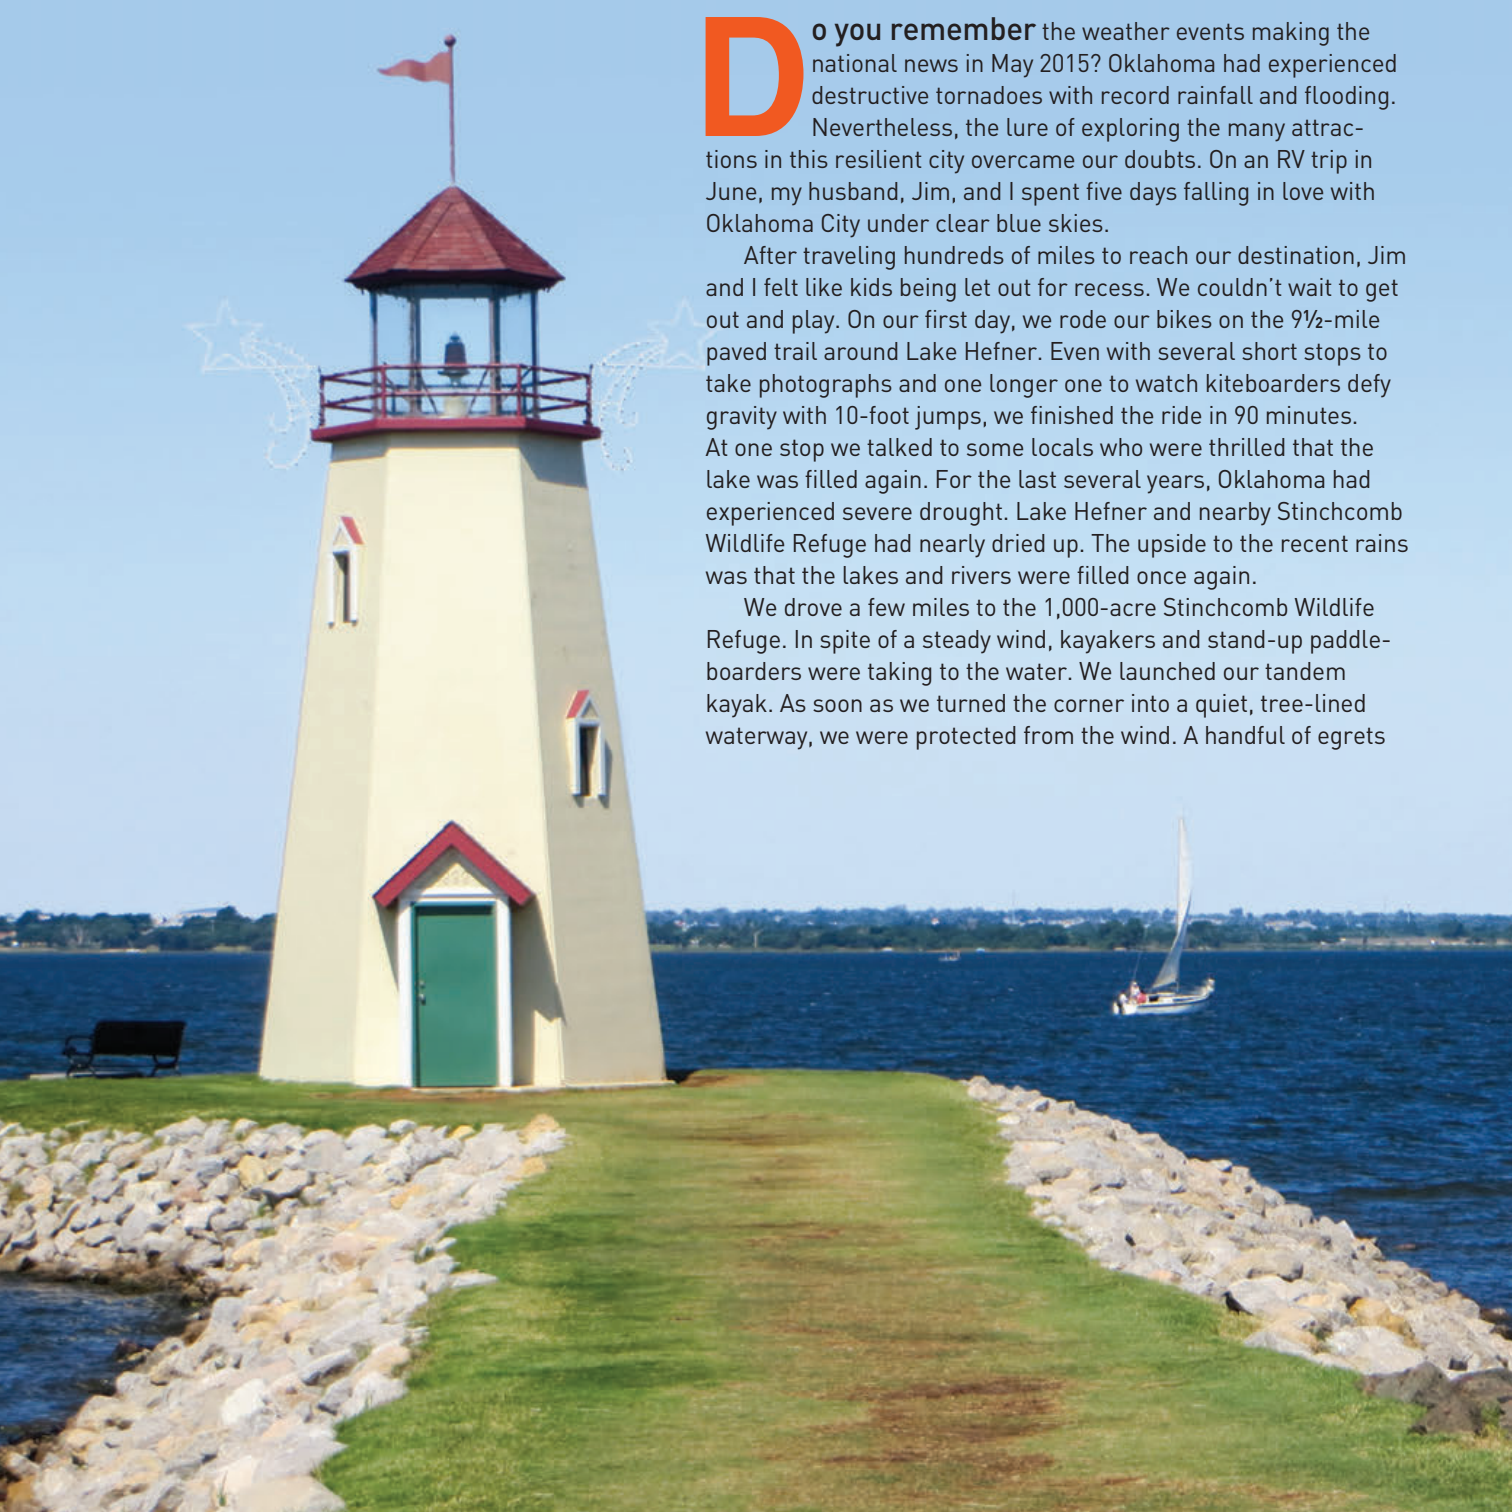 Do you remember the weather events making the
national news in May 2015? Oklahoma had experienced
destructive tornadoes with record rainfall and flooding.
Nevertheless, the lure of exploring the many attrac-
tions in this resilient city overcame our doubts. On an RV trip in
June, my husband, Jim, and I spent five days falling in love with
Oklahoma City under clear blue skies.
After traveling hundreds of miles to reach our destination, Jim
and I felt like kids being let out for recess. We couldn't wait to get
out and play. On our first day, we rode our bikes on the 9½-mile
paved trail around Lake Hefner. Even with several short stops to
take photographs and one longer one to watch kiteboarders defy
gravity with 10-foot jumps, we finished the ride in 90 minutes.
At one stop we talked to some locals who were thrilled that the
lake was filled again. For the last several years, Oklahoma had
experienced severe drought. Lake Hefner and nearby Stinchcomb
Wildlife Refuge had nearly dried up. The upside to the recent rains
was that the lakes and rivers were filled once again.
We drove a few miles to the 1,000-acre Stinchcomb Wildlife
Refuge. In spite of a steady wind, kayakers and stand-up paddle-
boarders were taking to the water. We launched our tandem
kayak. As soon as we turned the corner into a quiet, tree-lined
waterway, we were protected from the wind. A handful of egrets